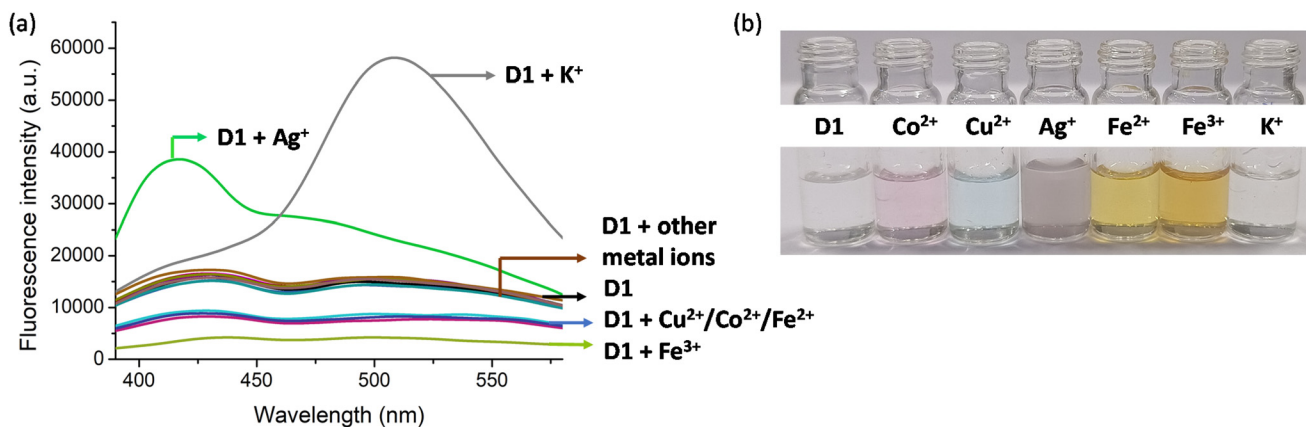 (a)
Fluorescence intensity (a.u.)
60000
50000
40000
30000
20000
10000
0
400
450
500
550
Wavelength (nm)
D1 + K⁺
D1 + Ag⁺
D1 + other
metal ions
D1
D1 + Cu²⁺/Co²⁺/Fe²⁺
D1 + Fe³⁺
(b)
D1 Co²⁺ Cu²⁺ Ag⁺ Fe²⁺ Fe³⁺ K⁺